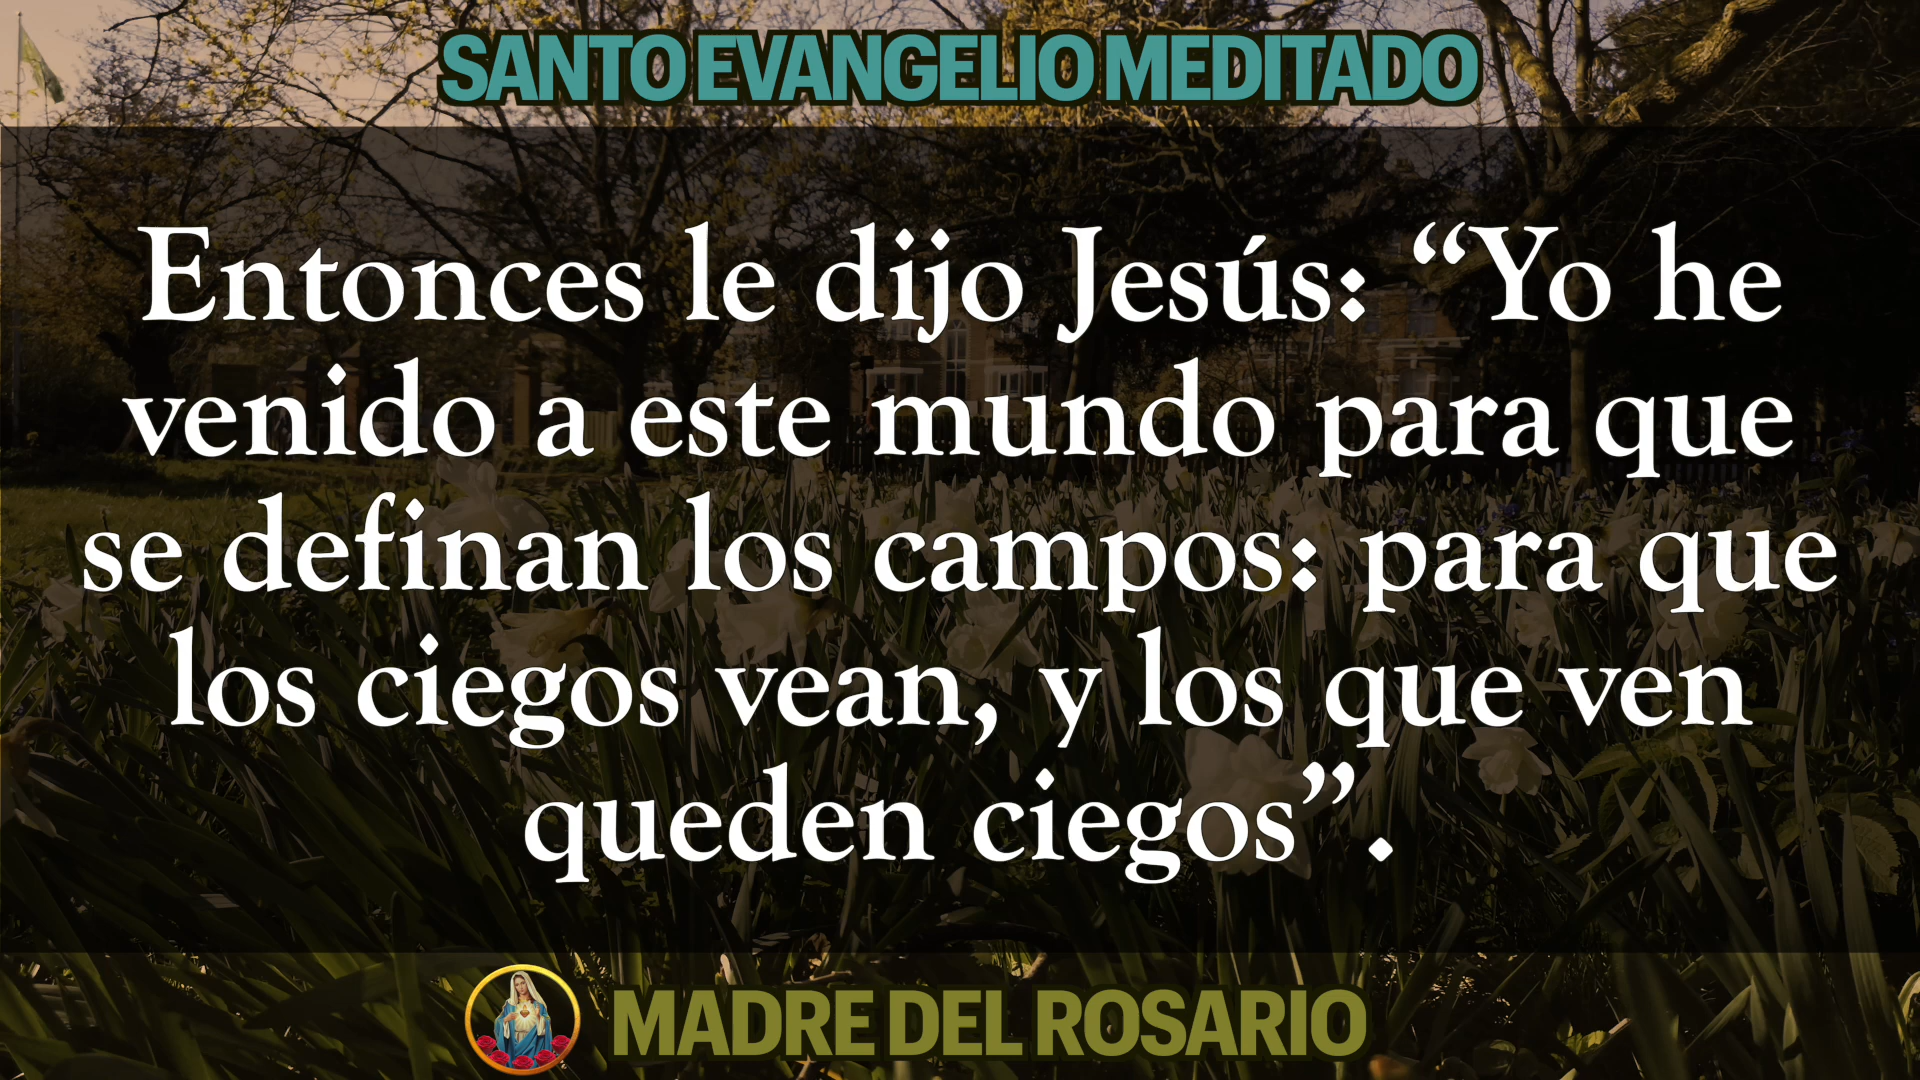 SANTO EVANGELIO MEDITADO
Entonces le dijo Jesús: “Yo he
venido a este mundo para que
se definan los campos: para que
los ciegos vean, y los que ven
queden ciegos”.
MADRE DEL ROSARIO